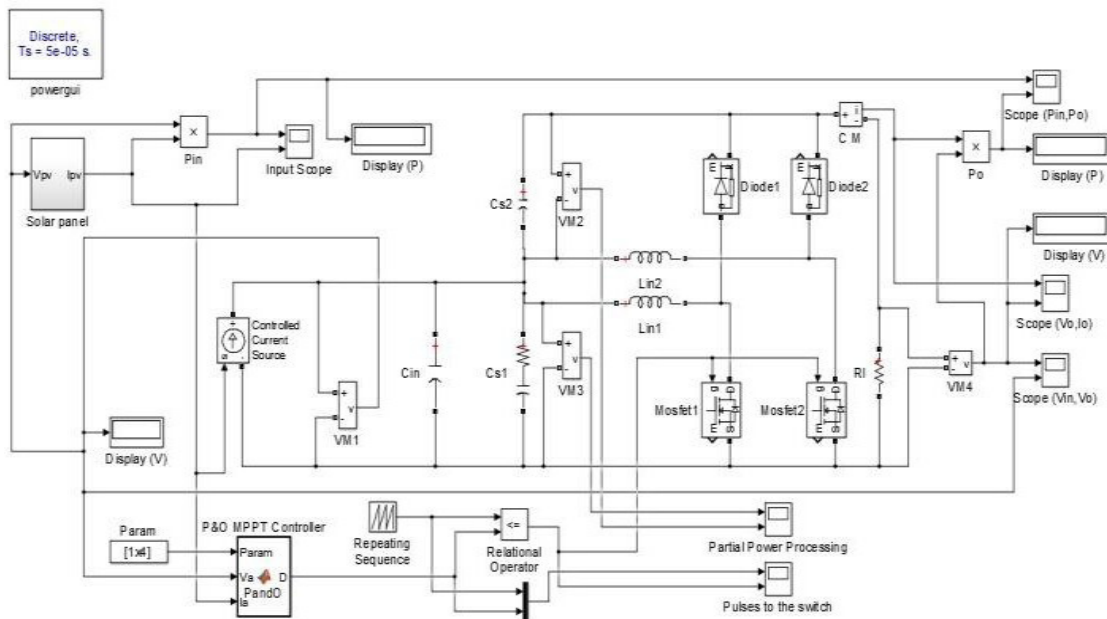 Discrete,
Ts = 5e-05 s.
powergui
Vpv Ipv
Solar panel
×
Pin
Input Scope
Display (P)
+ i
-
C M
Scope (Pin,Po)
×
Po
Display (P)
Display (V)
Scope (Vo,Io)
Scope (Vin,Vo)
+
Cs2
+ v
-
VM2
m a k
Diode1
m a k
Diode2
+
Lin2
+
Lin1
+
s -
Controlled
Current
Source
+ v
-
VM1
+
Cin
+
Cs1
+ v
-
VM3
g D
m S
Mosfet1
g D
m S
Mosfet2
+
Rl
+ v
-
VM4
Display (V)
Param
[1x4]
P&O MPPT Controller
Param
Va D
PandO
Ia
Repeating
Sequence
<=
Relational
Operator
Partial Power Processing
Pulses to the switch